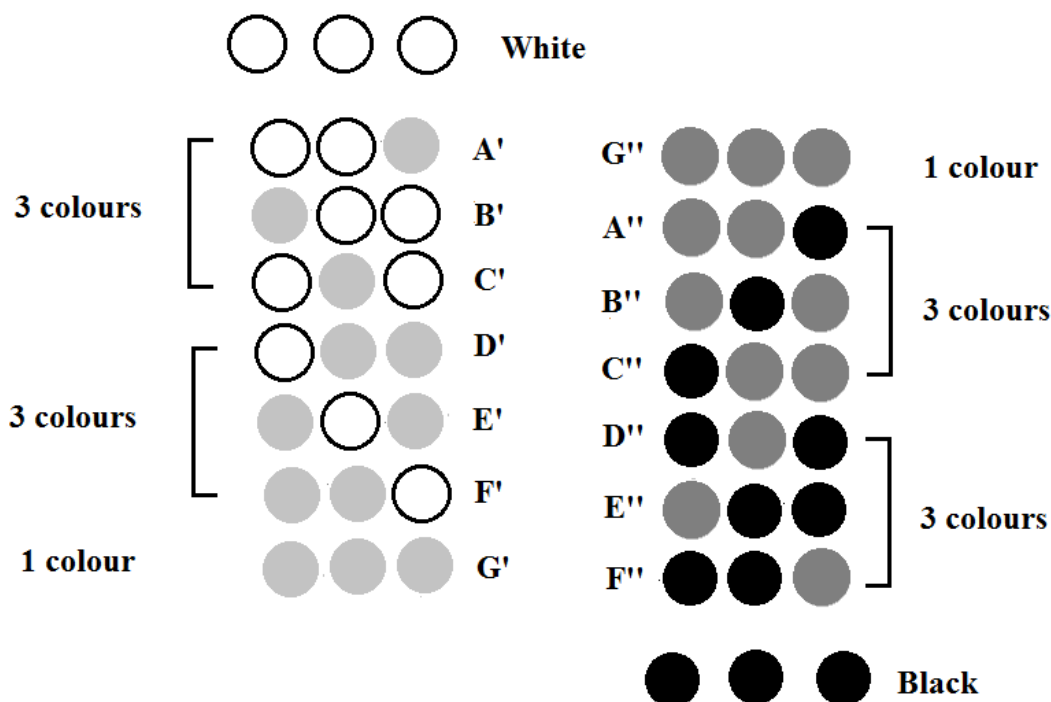 White
A'
3 colours
B'
C'
D'
3 colours
E'
F'
1 colour
G'
G''
1 colour
A''
B''
3 colours
C''
D''
E''
3 colours
F''
Black